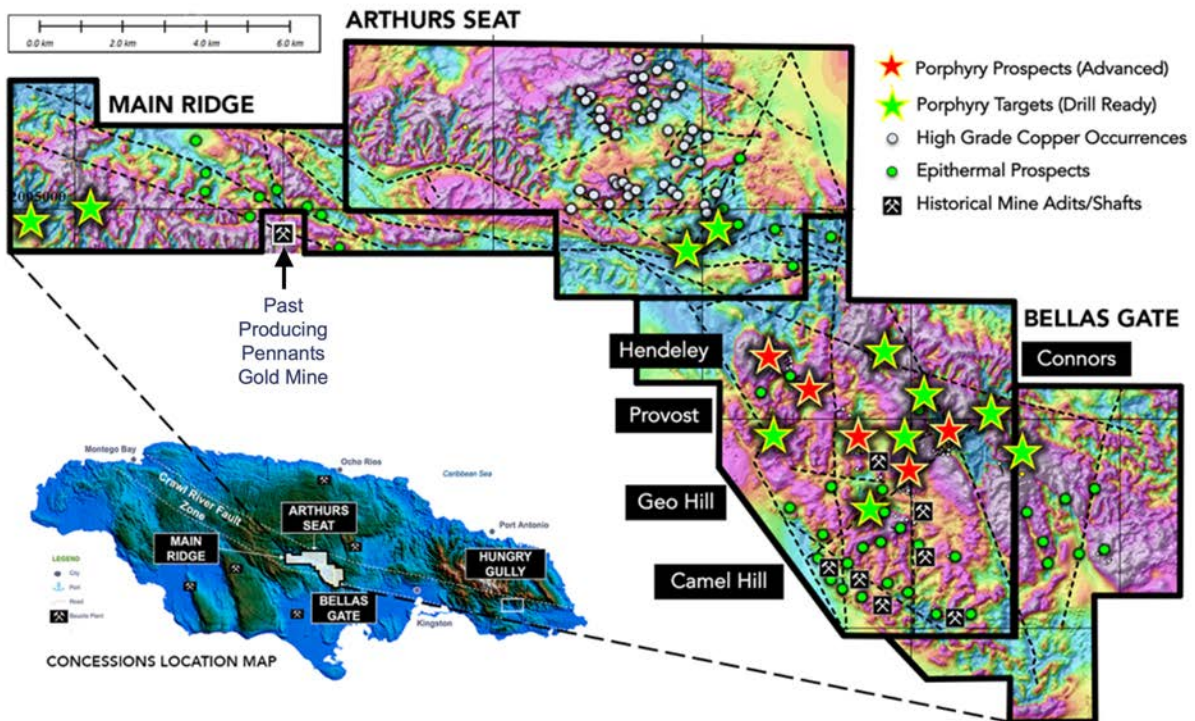 ARTHURS SEAT
0.0 km
2.0 km
4.0 km
6.0 km
MAIN RIDGE
Porphyry Prospects (Advanced)
Porphyry Targets (Drill Ready)
High Grade Copper Occurrences
Epithermal Prospects
Historical Mine Adits/Shafts
2005000
Past
Producing
Pennants
Gold Mine
BELLAS GATE
Hendeley
Connors
Provost
Geo Hill
Camel Hill
Montego Bay
Ocho Rios
Caribbean Sea
Crawl River Fault
Zone
ARTHURS
SEAT
Port Antonio
MAIN
RIDGE
HUNGRY
GULLY
LEGEND
City
Port
Road
Bauxite Plant
BELLAS
GATE
Kingston
CONCESSIONS LOCATION MAP